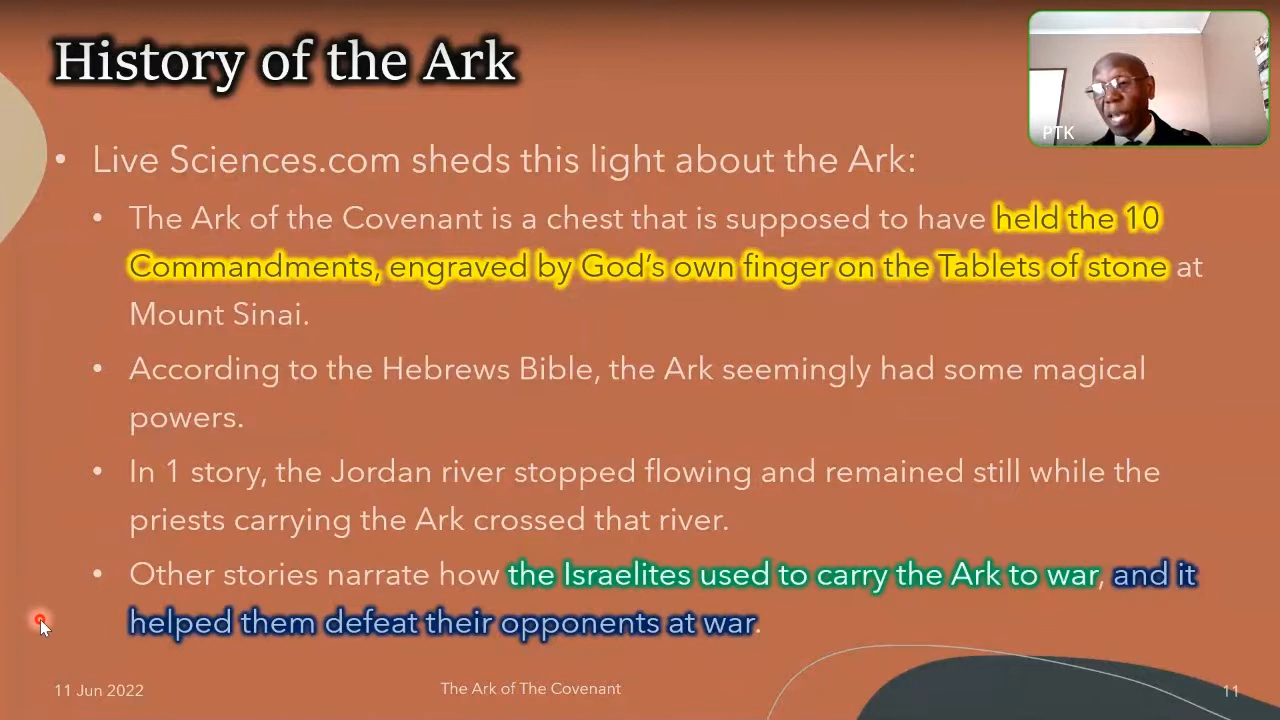 History of the Ark
PTK
• Live Sciences.com sheds this light about the Ark:
• The Ark of the Covenant is a chest that is supposed to have held the 10
Commandments, engraved by God's own finger on the Tablets of stone at
Mount Sinai.
• According to the Hebrews Bible, the Ark seemingly had some magical
powers.
• In 1 story, the Jordan river stopped flowing and remained still while the
priests carrying the Ark crossed that river.
• Other stories narrate how the Israelites used to carry the Ark to war, and it
helped them defeat their opponents at war.
11 Jun 2022
The Ark of The Covenant
11